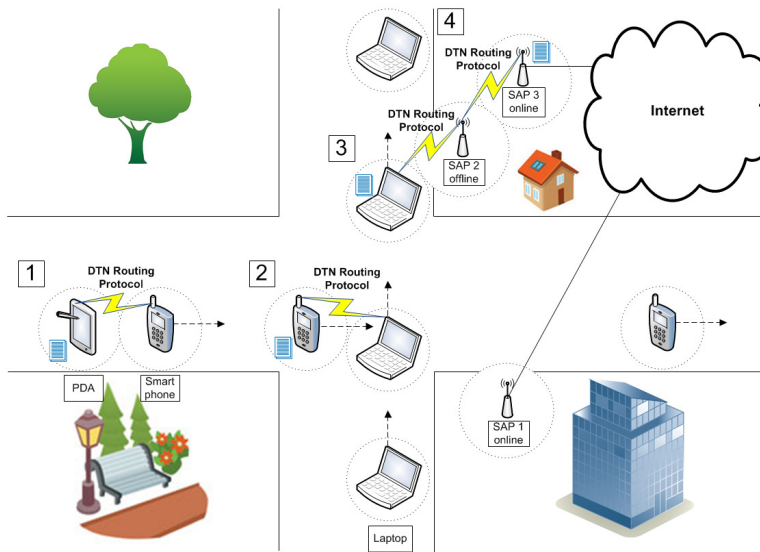 4
DTN Routing
Protocol
SAP 3
online
Internet
DTN Routing
Protocol
3
SAP 2
offline
1
DTN Routing
Protocol
2
DTN Routing
Protocol
PDA
Smart
phone
SAP 1
online
Laptop